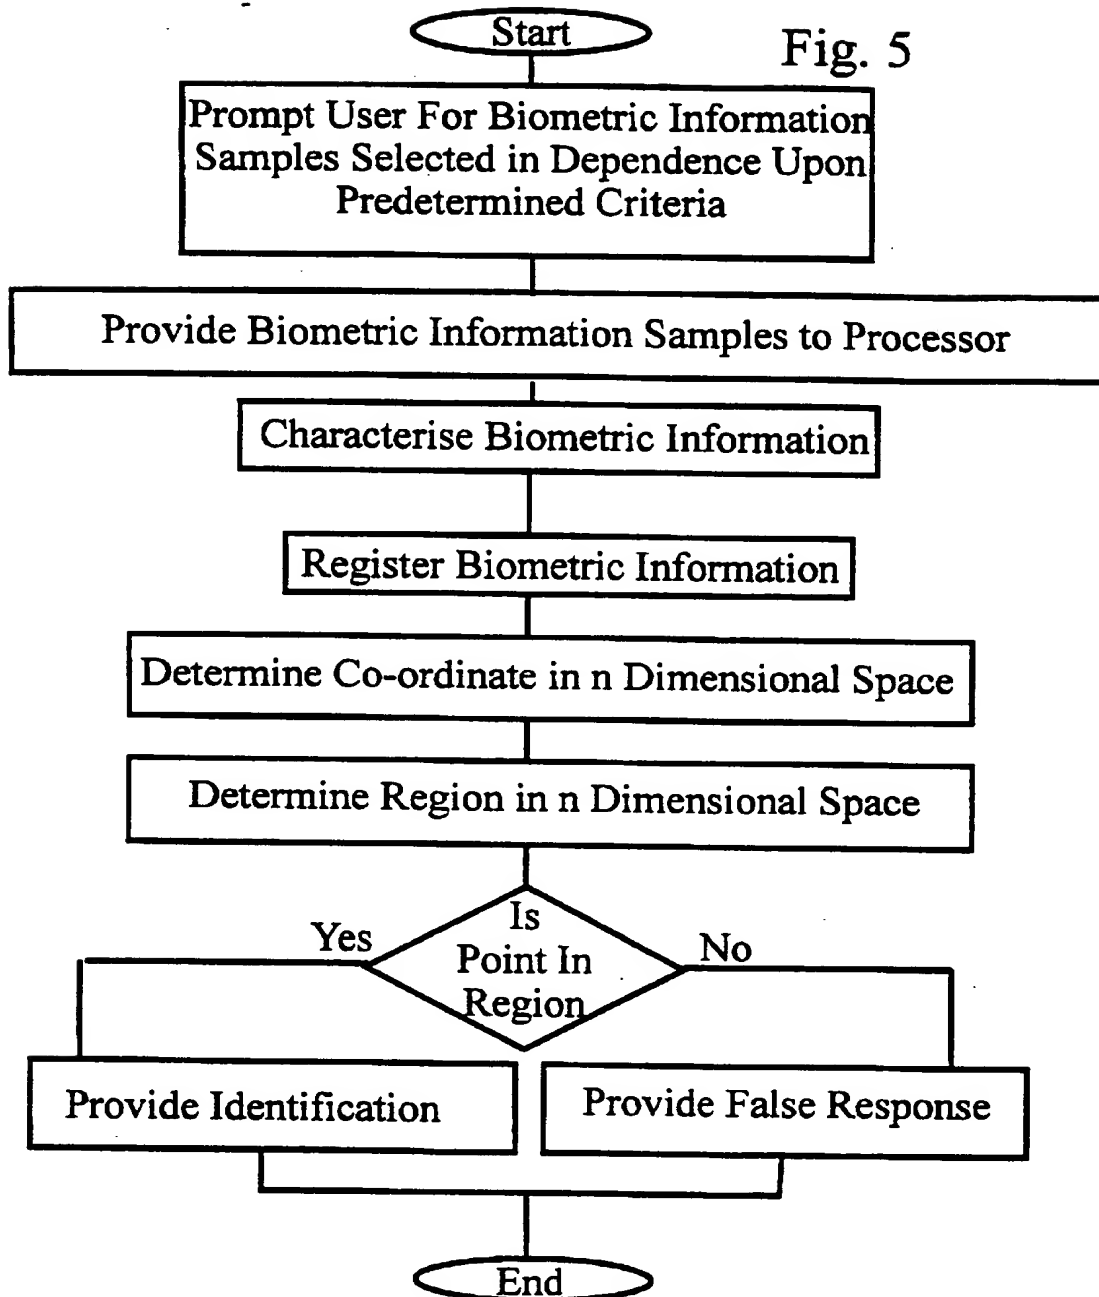 Start
Fig. 5
Prompt User For Biometric Information
Samples Selected in Dependence Upon
Predetermined Criteria
Provide Biometric Information Samples to Processor
Characterise Biometric Information
Register Biometric Information
Determine Co-ordinate in n Dimensional Space
Determine Region in n Dimensional Space
Is
Point In
Region
Yes
No
Provide Identification
Provide False Response
End